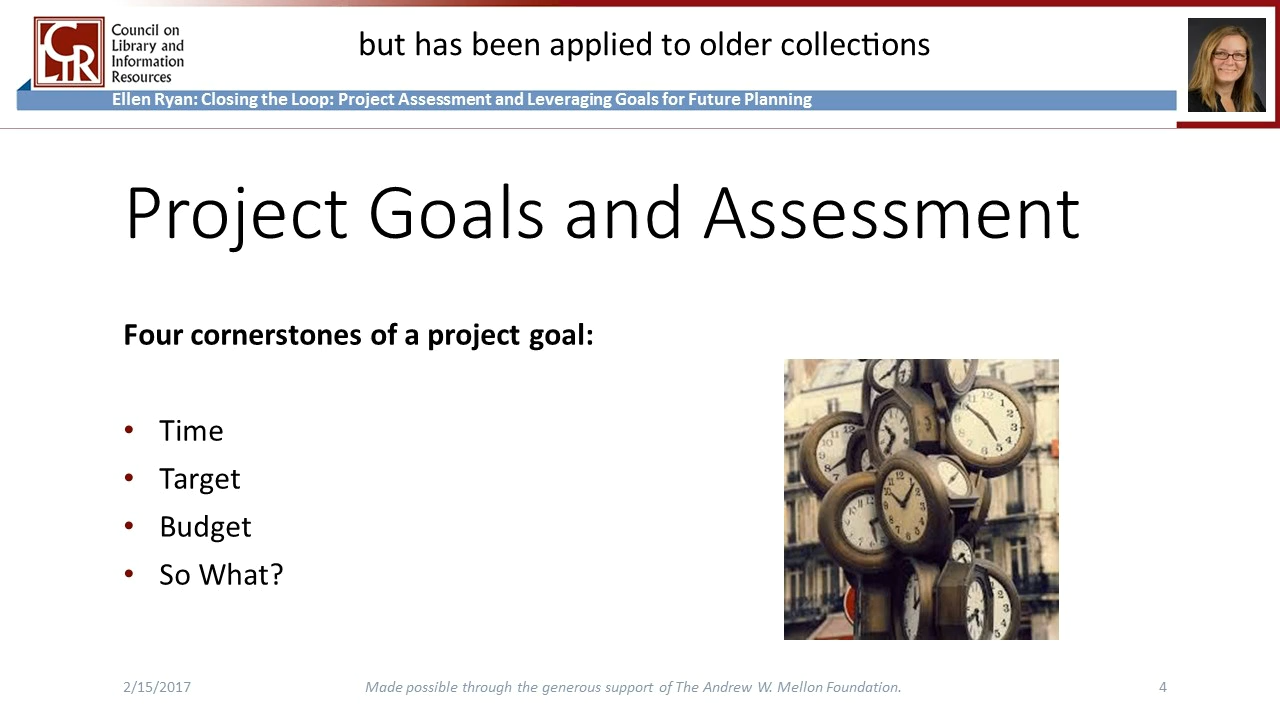 but has been applied to older collections
CLIR
Council on
Library and
Information
Resources
Ellen Ryan: Closing the Loop: Project Assessment and Leveraging Goals for Future Planning
Project Goals and Assessment
Four cornerstones of a project goal:
• Time
• Target
• Budget
• So What?
2/15/2017
Made possible through the generous support of The Andrew W. Mellon Foundation.
4